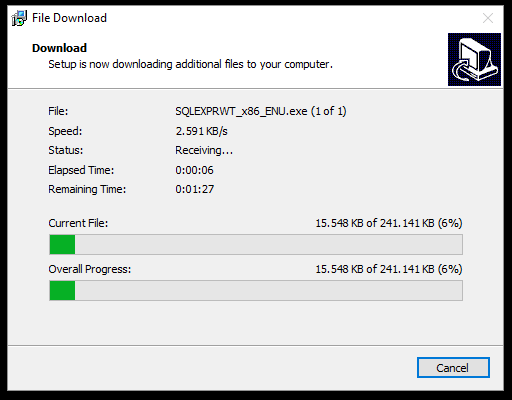 File Download
Download
Setup is now downloading additional files to your computer.
File: SQLEXPRWT_x86_ENU.exe (1 of 1)
Speed: 2.591 KB/s
Status: Receiving...
Elapsed Time: 0:00:06
Remaining Time: 0:01:27
Current File: 15.548 KB of 241.141 KB (6%)
Overall Progress: 15.548 KB of 241.141 KB (6%)
Cancel